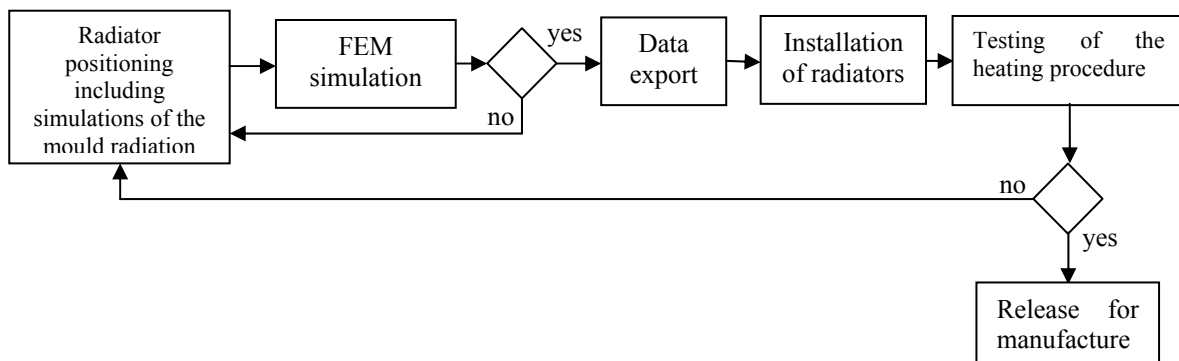 Radiator
positioning
including
simulations of the
mould radiation
FEM
simulation
yes
no
Data
export
Installation
of radiators
Testing of the
heating procedure
no
yes
Release for
manufacture